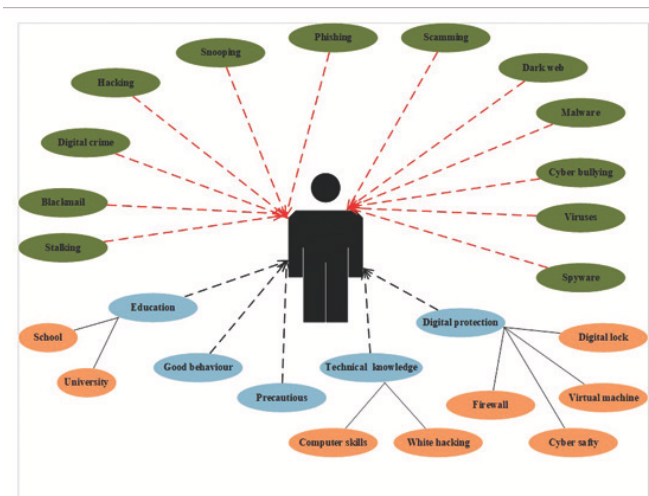 Phishing
Scamming
Snooping
Dark web
Hacking
Malware
Digital crime
Cyber bullying
Blackmail
Viruses
Stalking
Spyware
Education
Digital protection
School
Digital lock
Good behaviour
Technical knowledge
University
Precautious
Firewall
Virtual machine
Computer skills
White hacking
Cyber safty